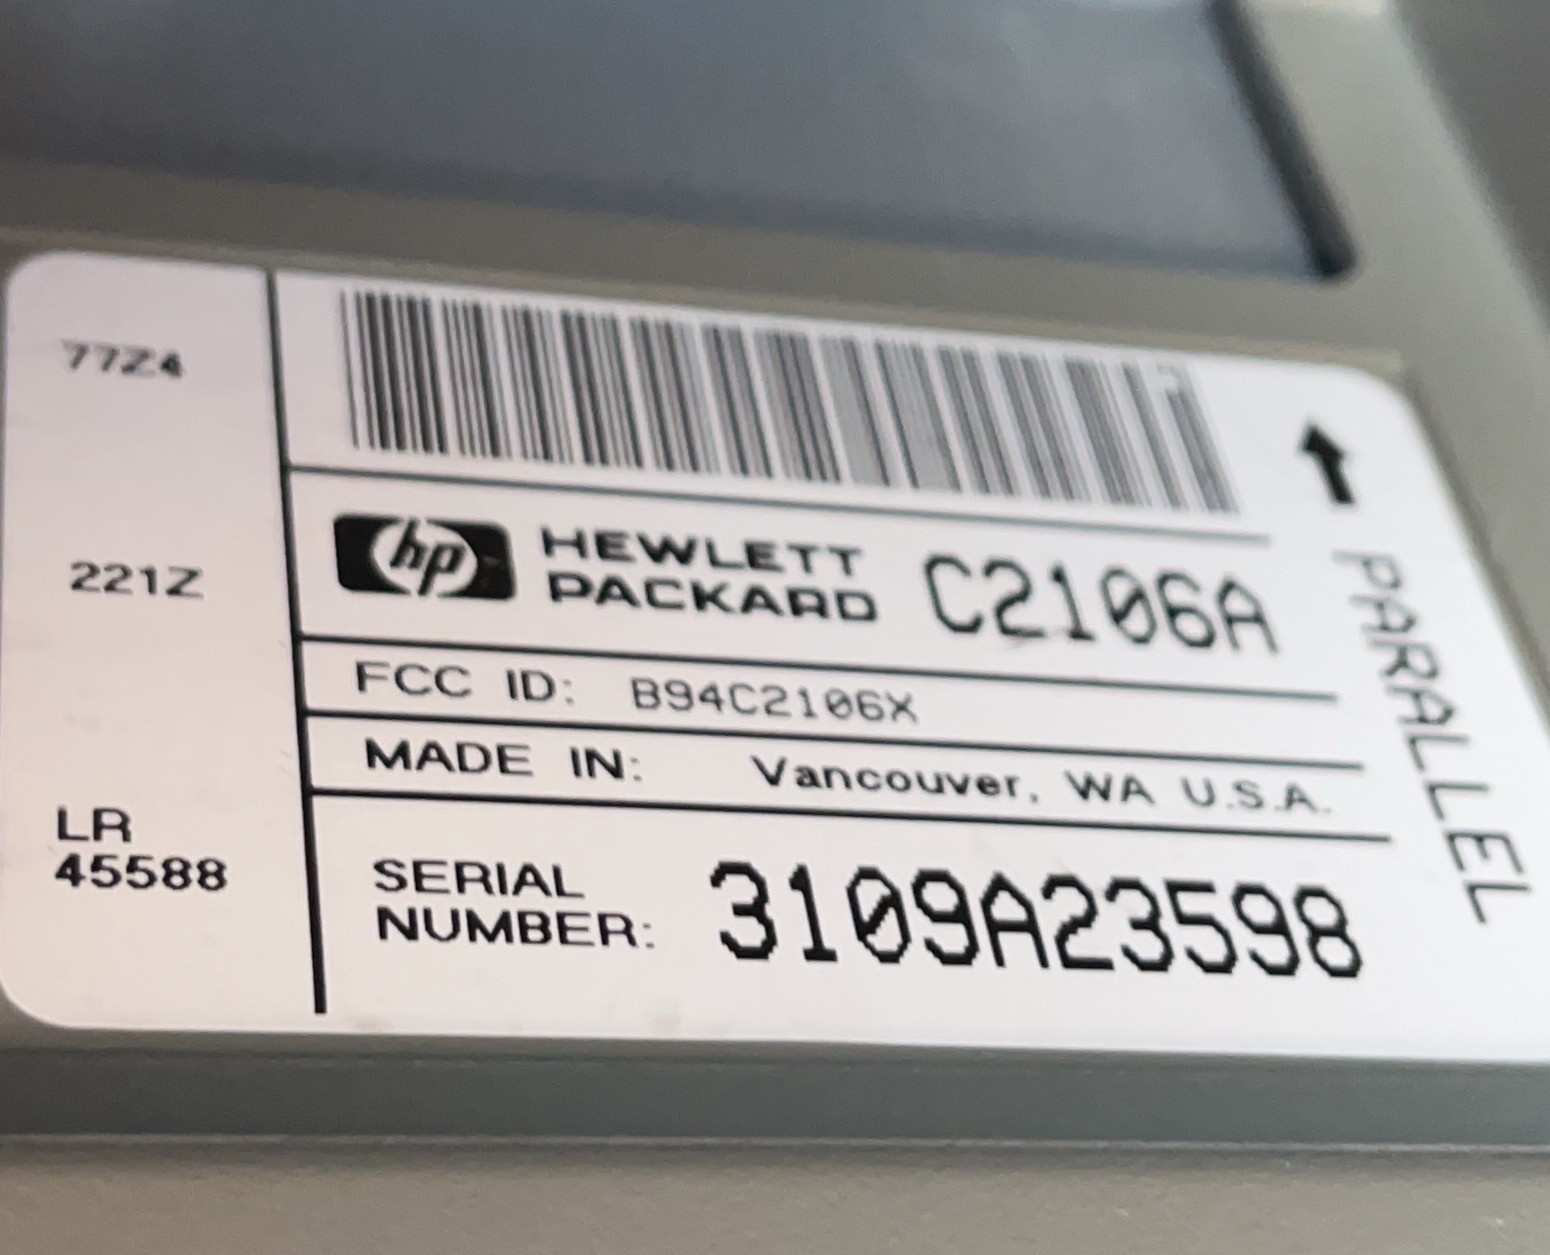 77Z4
221Z
LR
45588
hp HEWLETT PACKARD C2106A
FCC ID: B94C2106X
MADE IN: Vancouver, WA U.S.A.
SERIAL
NUMBER: 3109A23598
PARALLEL